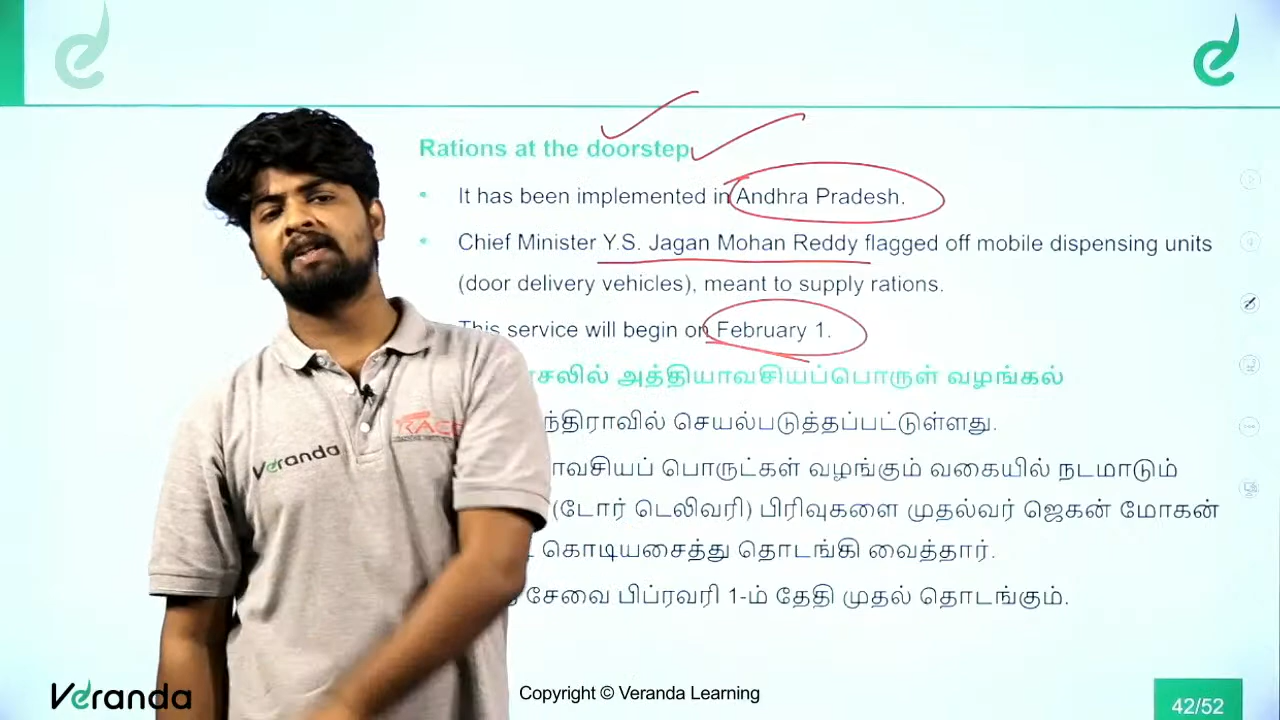 Rations at the doorstep
It has been implemented in Andhra Pradesh.
Chief Minister Y.S. Jagan Mohan Reddy flagged off mobile dispensing units
(door delivery vehicles), meant to supply rations.
This service will begin on February 1.
அத்தியாவசியப்பொருள் வழங்கல்
செயல்படுத்தப்பட்டுள்ளது.
பொருட்கள் வழங்கும் வகையில் நடமாடும்
(டோர் டெலிவரி) பிரிவுகளை முதல்வர் ஜெகன் மோகன்
கொடியசைத்து தொடங்கி வைத்தார்.
சேவை பிப்ரவரி 1-ம் தேதி முதல் தொடங்கும்.
Veranda
RACE
Veranda
Copyright © Veranda Learning
42/52